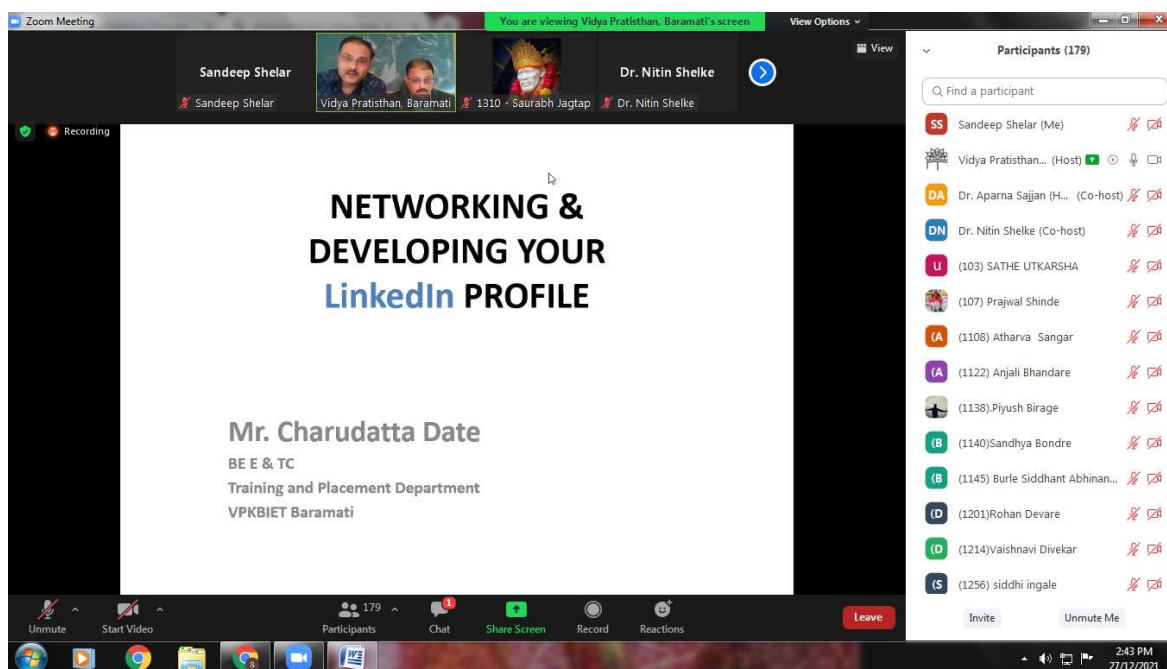 Zoom Meeting
You are viewing Vidya Pratisthan, Baramati's screen
View Options
View
Sandeep Shelar
Dr. Nitin Shelke
Sandeep Shelar
Vidya Pratisthan, Baramati
1310 - Saurabh Jagtap
Dr. Nitin Shelke
Recording
NETWORKING &
DEVELOPING YOUR
LinkedIn PROFILE
Mr. Charudatta Date
BE E & TC
Training and Placement Department
VPKBIET Baramati
Unmute
Start Video
179
Participants
1
Chat
Share Screen
Record
Reactions
Leave
Participants (179)
Find a participant
SS Sandeep Shelar (Me)
Vidya Pratisthan... (Host)
DA Dr. Aparna Sajjan (H... (Co-host)
DN Dr. Nitin Shelke (Co-host)
U (103) SATHE UTKARSHA
(107) Prajwal Shinde
(A (1108) Atharva Sangar
(A (1122) Anjali Bhandare
(1138).Piyush Birage
(B (1140)Sandhya Bondre
(B (1145) Burle Siddhant Abhinan...
(D (1201)Rohan Devare
(D (1214)Vaishnavi Divekar
(S (1256) siddhi ingale
Invite
Unmute Me
2:43 PM
27/12/2021